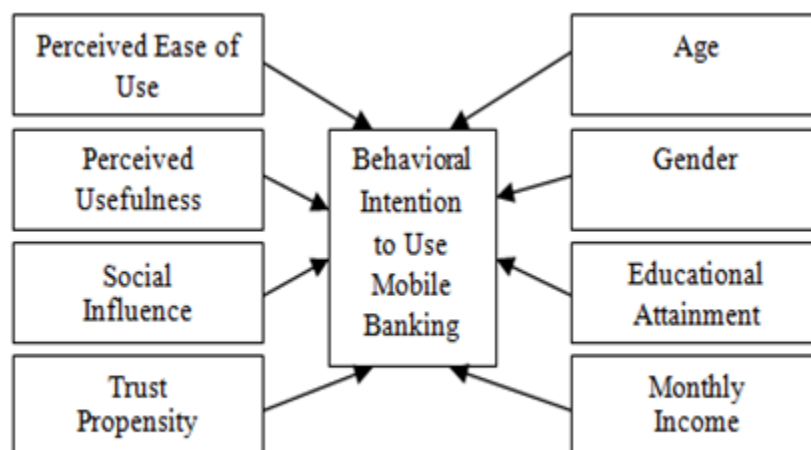 Perceived Ease of
Use
Perceived
Usefulness
Social
Influence
Trust
Propensity
Behavioral
Intention
to Use
Mobile
Banking
Age
Gender
Educational
Attainment
Monthly
Income